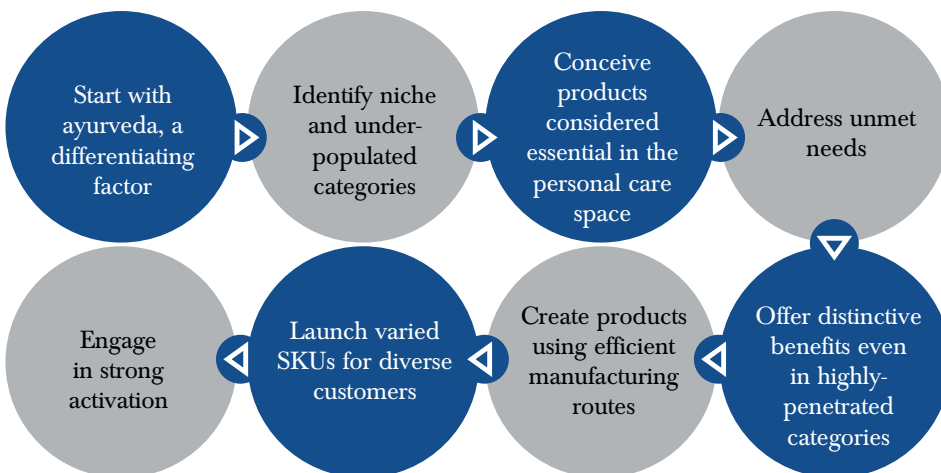 Start with
ayurveda, a
differentiating
factor
Identify niche
and under-
populated
categories
Conceive
products
considered
essential in the
personal care
space
Address unmet
needs
Offer distinctive
benefits even
in highly-
penetrated
categories
Create products
using efficient
manufacturing
routes
Launch varied
SKUs for diverse
customers
Engage
in strong
activation